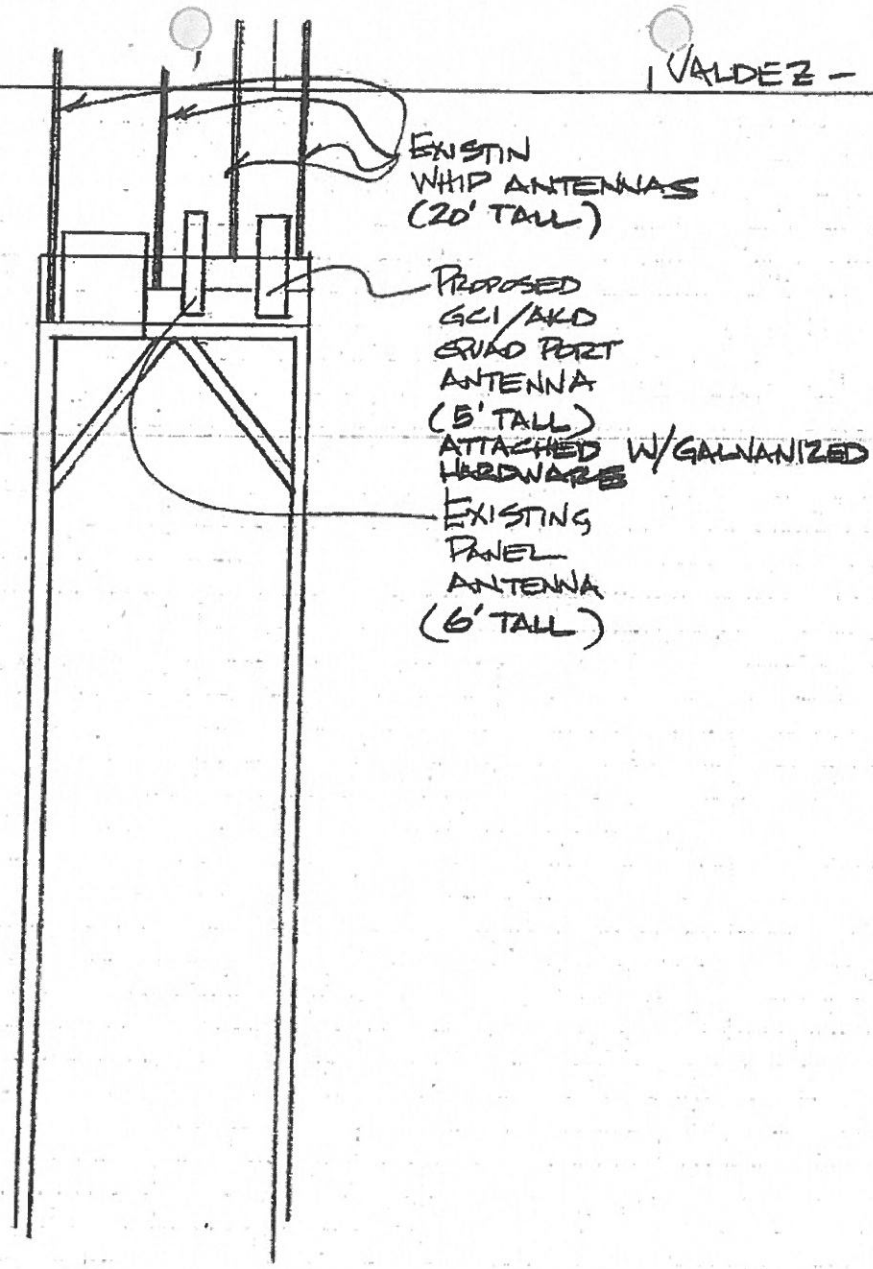 VALDEZ -
EXISTIN
WHIP ANTENNAS
(20' TALL)
PROPOSED
GCI/AKD
QUAD PORT
ANTENNA
(5' TALL)
ATTACHED W/GALVANIZED
HARDWARE
EXISTING
PANEL
ANTENNA
(6' TALL)